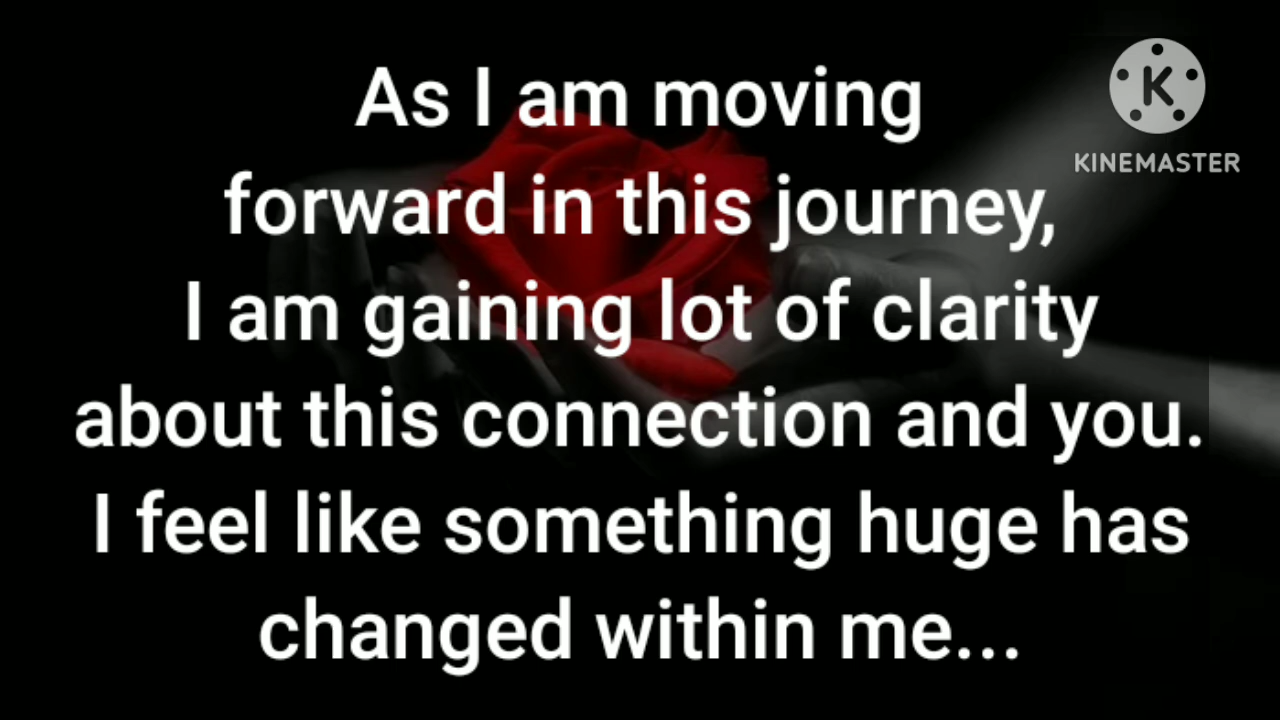 As I am moving
forward in this journey,
I am gaining lot of clarity
about this connection and you.
I feel like something huge has
changed within me...
K
KINEMASTER